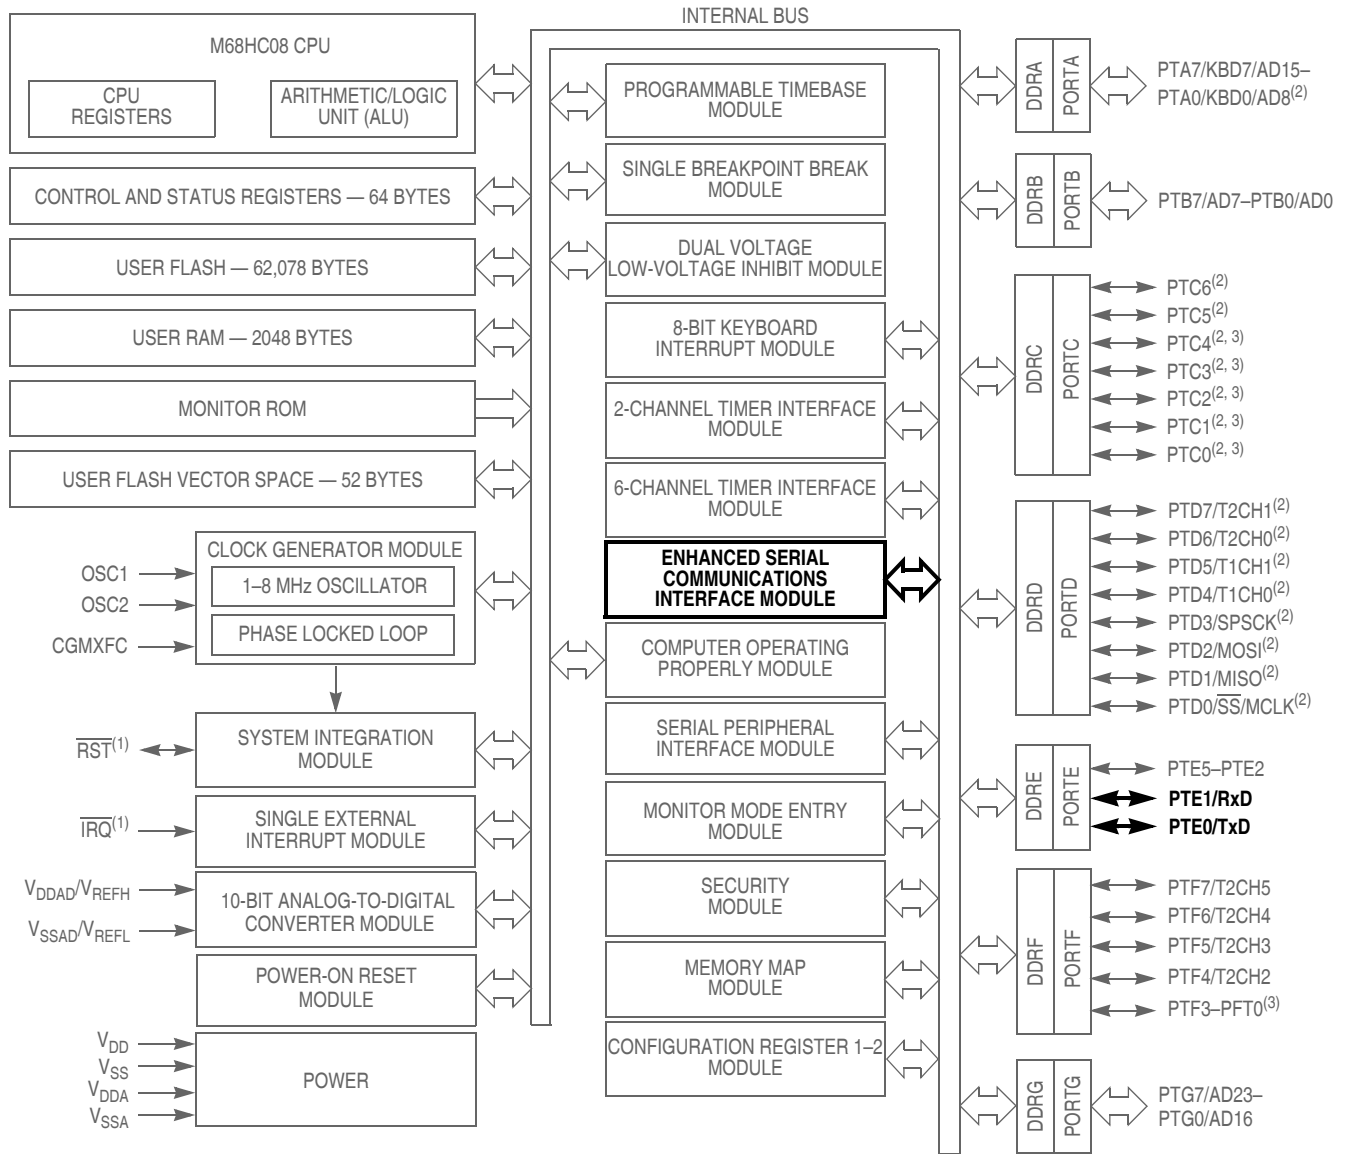 INTERNAL BUS
M68HC08 CPU
CPU
REGISTERS
ARITHMETIC/LOGIC
UNIT (ALU)
CONTROL AND STATUS REGISTERS — 64 BYTES
USER FLASH — 62,078 BYTES
USER RAM — 2048 BYTES
MONITOR ROM
USER FLASH VECTOR SPACE — 52 BYTES
CLOCK GENERATOR MODULE
1–8 MHz OSCILLATOR
PHASE LOCKED LOOP
OSC1
OSC2
CGMXFC
SYSTEM INTEGRATION
MODULE
RST(1)
SINGLE EXTERNAL
INTERRUPT MODULE
IRQ(1)
10-BIT ANALOG-TO-DIGITAL
CONVERTER MODULE
VDDAD/VREFH
VSSAD/VREFL
POWER-ON RESET
MODULE
POWER
VDD
VSS
VDDA
VSSA
PROGRAMMABLE TIMEBASE
MODULE
SINGLE BREAKPOINT BREAK
MODULE
DUAL VOLTAGE
LOW-VOLTAGE INHIBIT MODULE
8-BIT KEYBOARD
INTERRUPT MODULE
2-CHANNEL TIMER INTERFACE
MODULE
6-CHANNEL TIMER INTERFACE
MODULE
ENHANCED SERIAL
COMMUNICATIONS
INTERFACE MODULE
COMPUTER OPERATING
PROPERLY MODULE
SERIAL PERIPHERAL
INTERFACE MODULE
MONITOR MODE ENTRY
MODULE
SECURITY
MODULE
MEMORY MAP
MODULE
CONFIGURATION REGISTER 1–2
MODULE
DDRA
PORTA
PTA7/KBD7/AD15–
PTA0/KBD0/AD8(2)
DDRB
PORTB
PTB7/AD7–PTB0/AD0
DDRC
PORTC
PTC6(2)
PTC5(2)
PTC4(2, 3)
PTC3(2, 3)
PTC2(2, 3)
PTC1(2, 3)
PTC0(2, 3)
DDRD
PORTD
PTD7/T2CH1(2)
PTD6/T2CH0(2)
PTD5/T1CH1(2)
PTD4/T1CH0(2)
PTD3/SPSCK(2)
PTD2/MOSI(2)
PTD1/MISO(2)
PTD0/SS/MCLK(2)
DDRE
PORTE
PTE5–PTE2
PTE1/RxD
PTE0/TxD
DDRF
PORTF
PTF7/T2CH5
PTF6/T2CH4
PTF5/T2CH3
PTF4/T2CH2
PTF3–PFT0(3)
DDRG
PORTG
PTG7/AD23–
PTG0/AD16